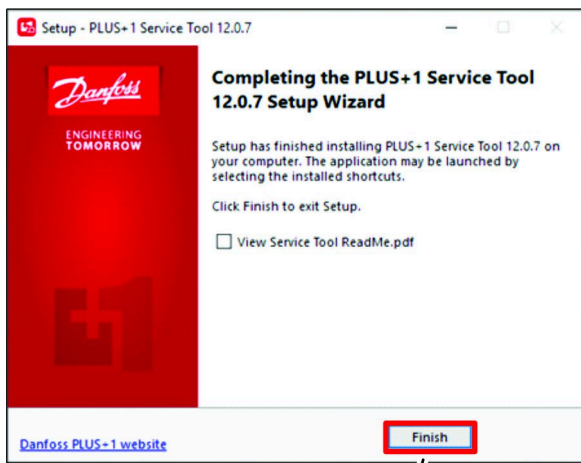 Setup - PLUS+1 Service Tool 12.0.7
Danfoss
ENGINEERING
TOMORROW
Completing the PLUS+1 Service Tool
12.0.7 Setup Wizard
Setup has finished installing PLUS+1 Service Tool 12.0.7 on
your computer. The application may be launched by
selecting the installed shortcuts.
Click Finish to exit Setup.
View Service Tool ReadMe.pdf
+1
Danfoss PLUS+1 website
Finish